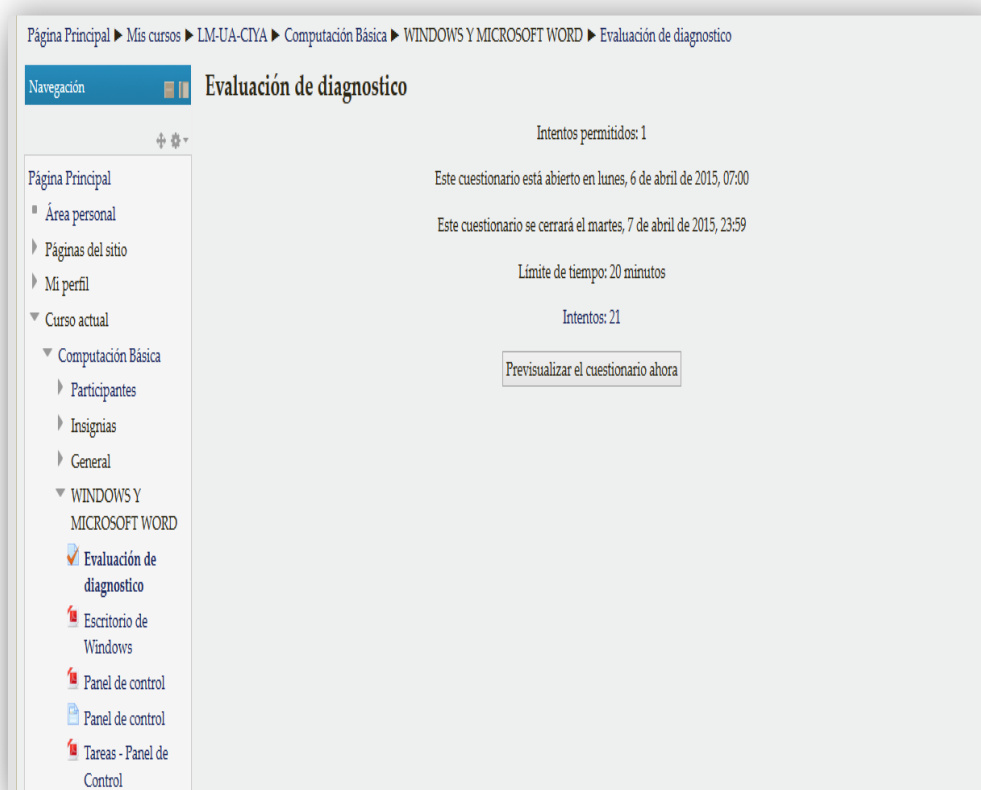 Página Principal ▶ Mis cursos ▶ LM-UA-CIYA ▶ Computación Básica ▶ WINDOWS Y MICROSOFT WORD ▶ Evaluación de diagnostico
Navegación
Evaluación de diagnostico
Intentos permitidos: 1
Este cuestionario está abierto en lunes, 6 de abril de 2015, 07:00
Este cuestionario se cerrará el martes, 7 de abril de 2015, 23:59
Límite de tiempo: 20 minutos
Intentos: 21
Previsualizar el cuestionario ahora
Página Principal
Área personal
Páginas del sitio
Mi perfil
Curso actual
Computación Básica
Participantes
Insignias
General
WINDOWS Y
MICROSOFT WORD
Evaluación de
diagnostico
Escritorio de
Windows
Panel de control
Panel de control
Tareas - Panel de
Control